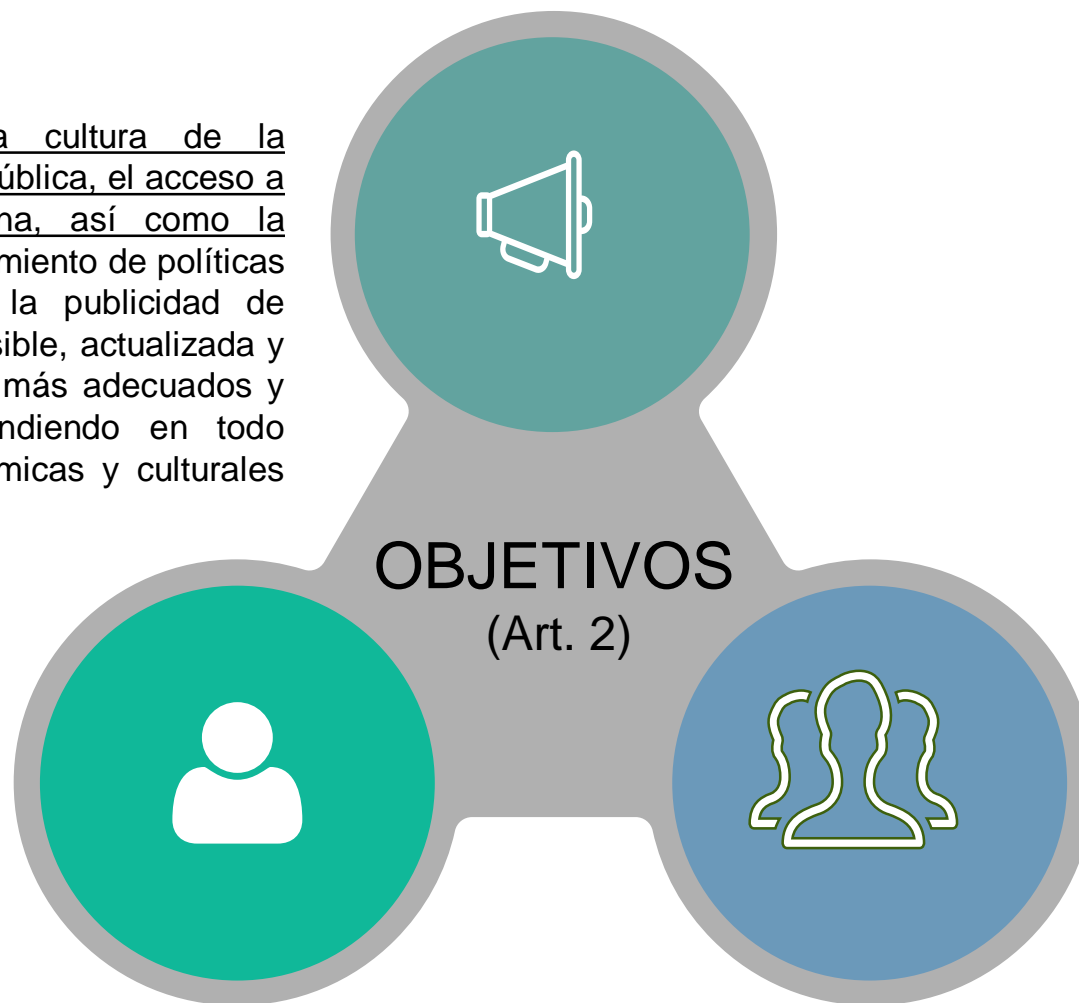 a cultura de la
pública, el acceso a
na, así como la
miento de políticas
la publicidad de
sible, actualizada y
más adecuados y
ndiendo en todo
micas y culturales
OBJETIVOS
(Art. 2)